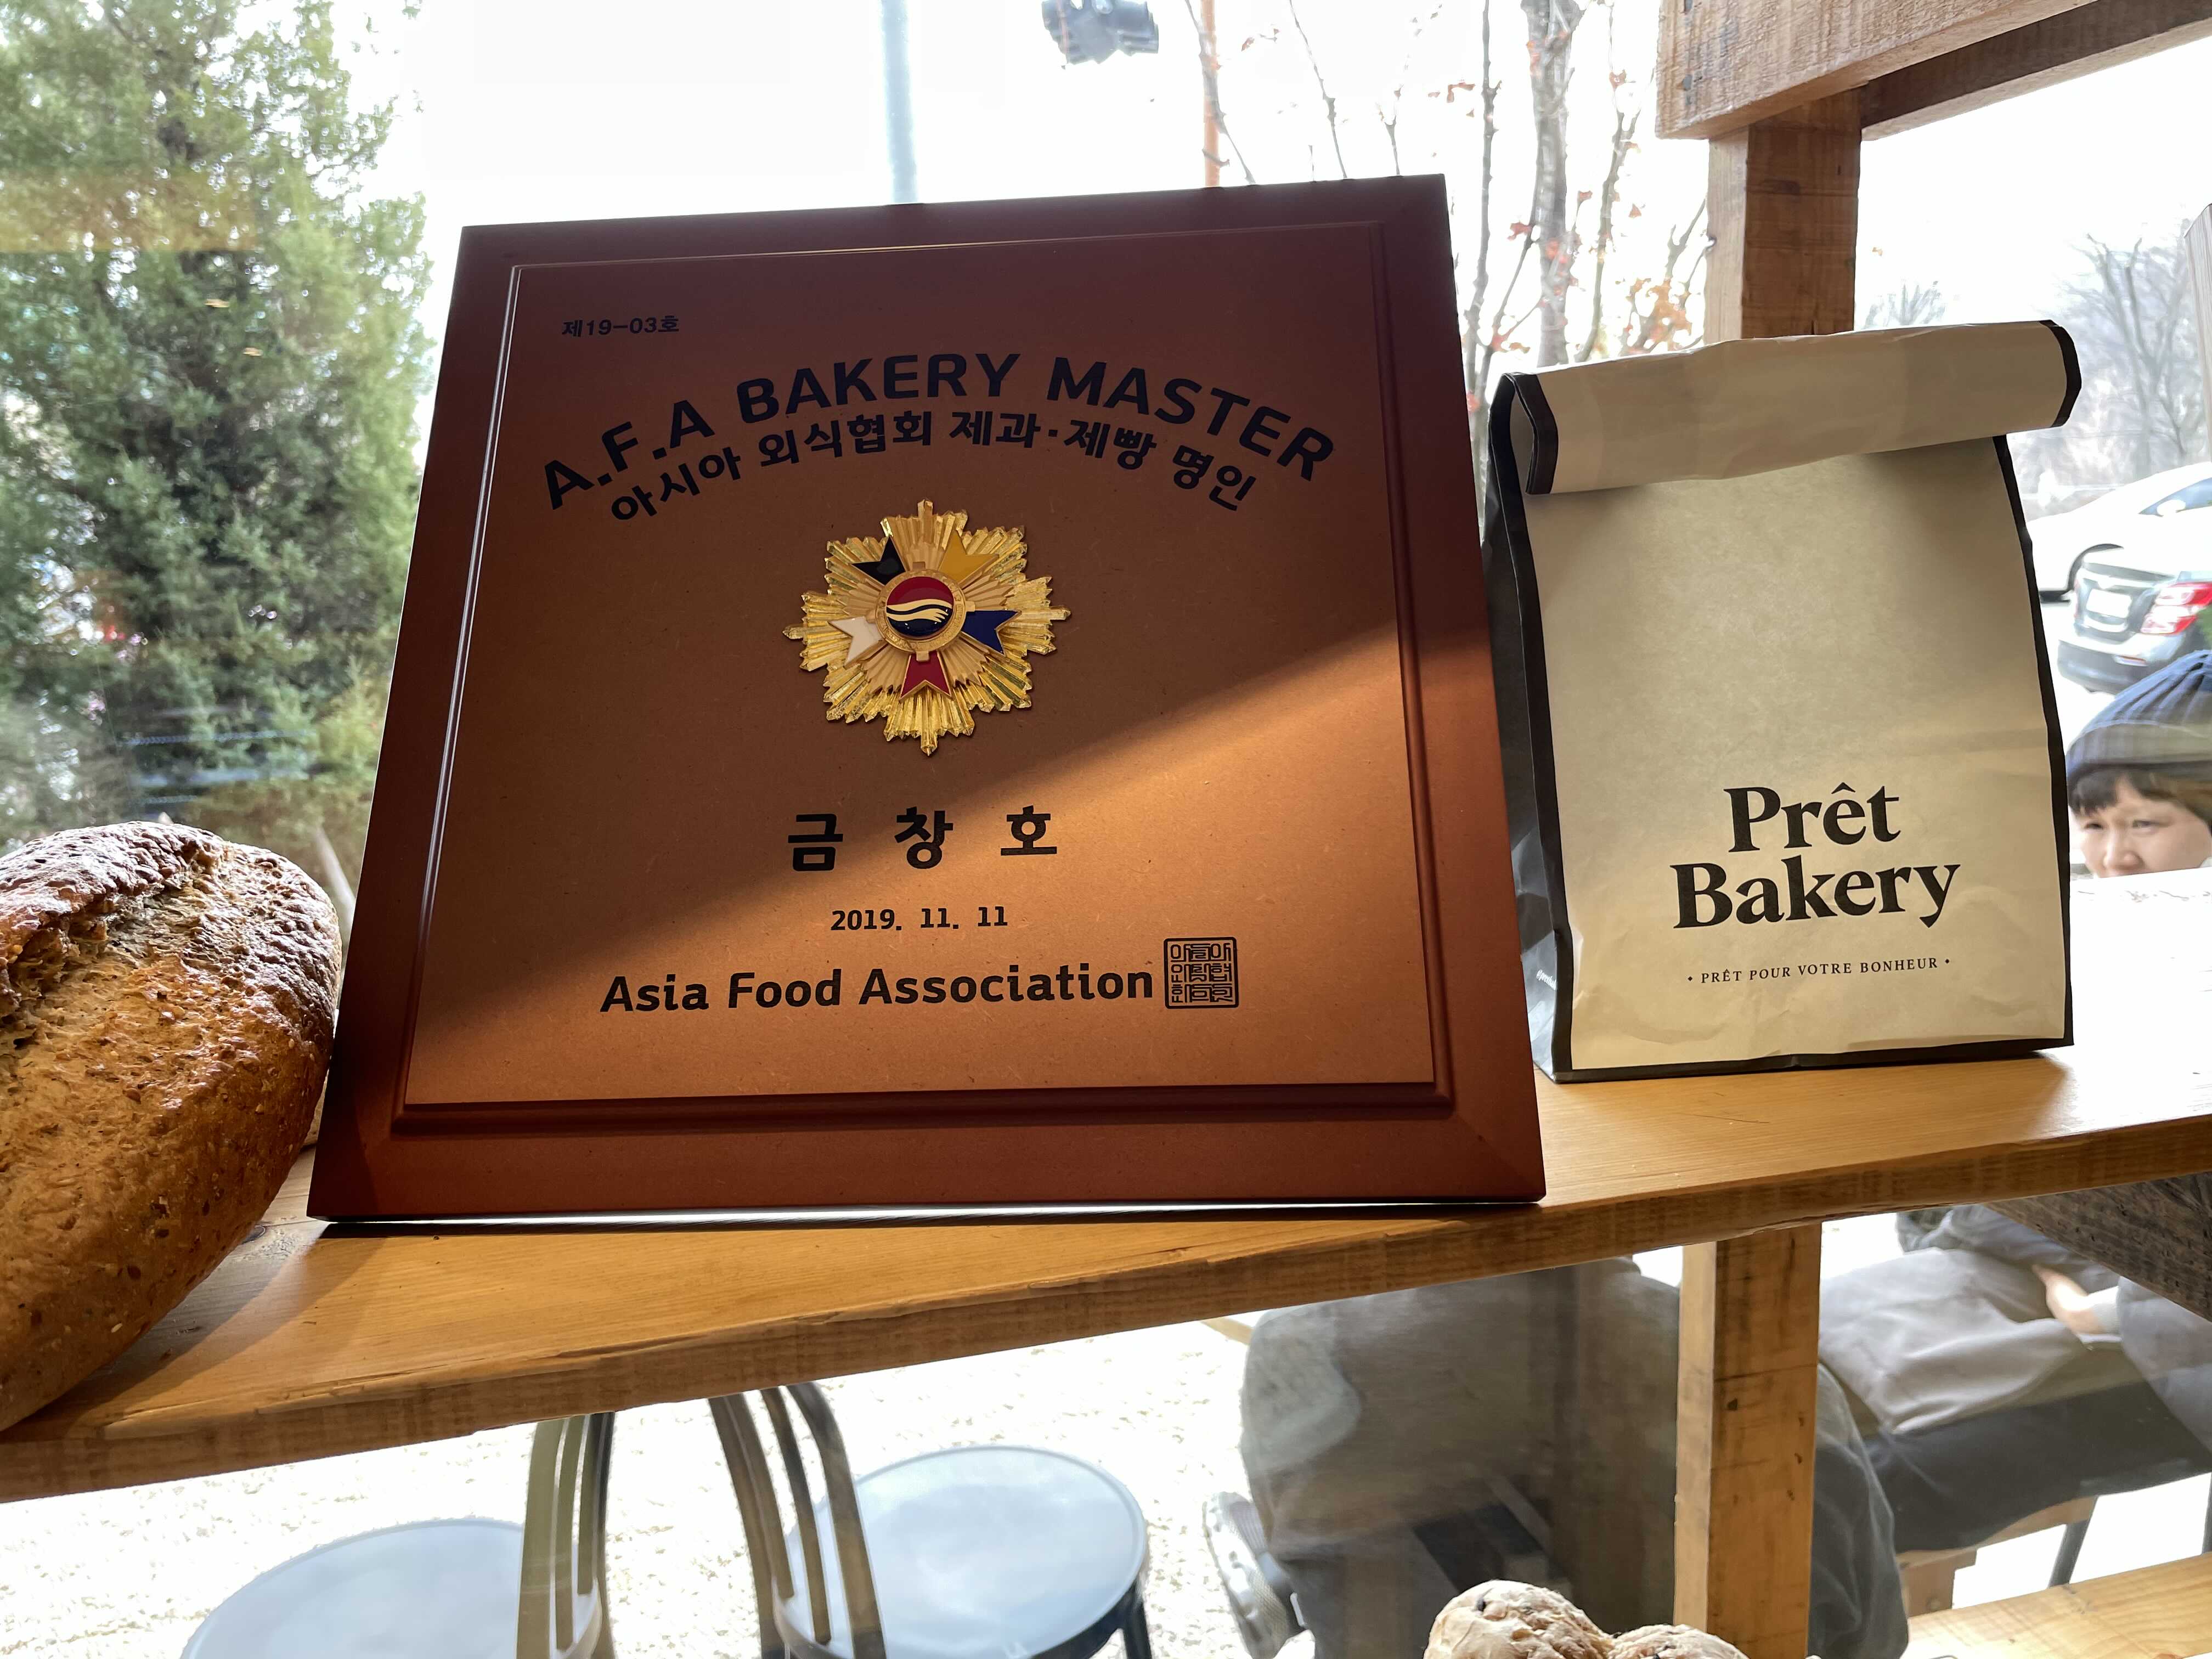 제19-03호
A.F.A BAKERY MASTER
아시아 외식협회 제과·제빵 명인
금 창 호
2019. 11. 11
Asia Food Association
Prêt
Bakery
• PRÊT POUR VOTRE BONHEUR •